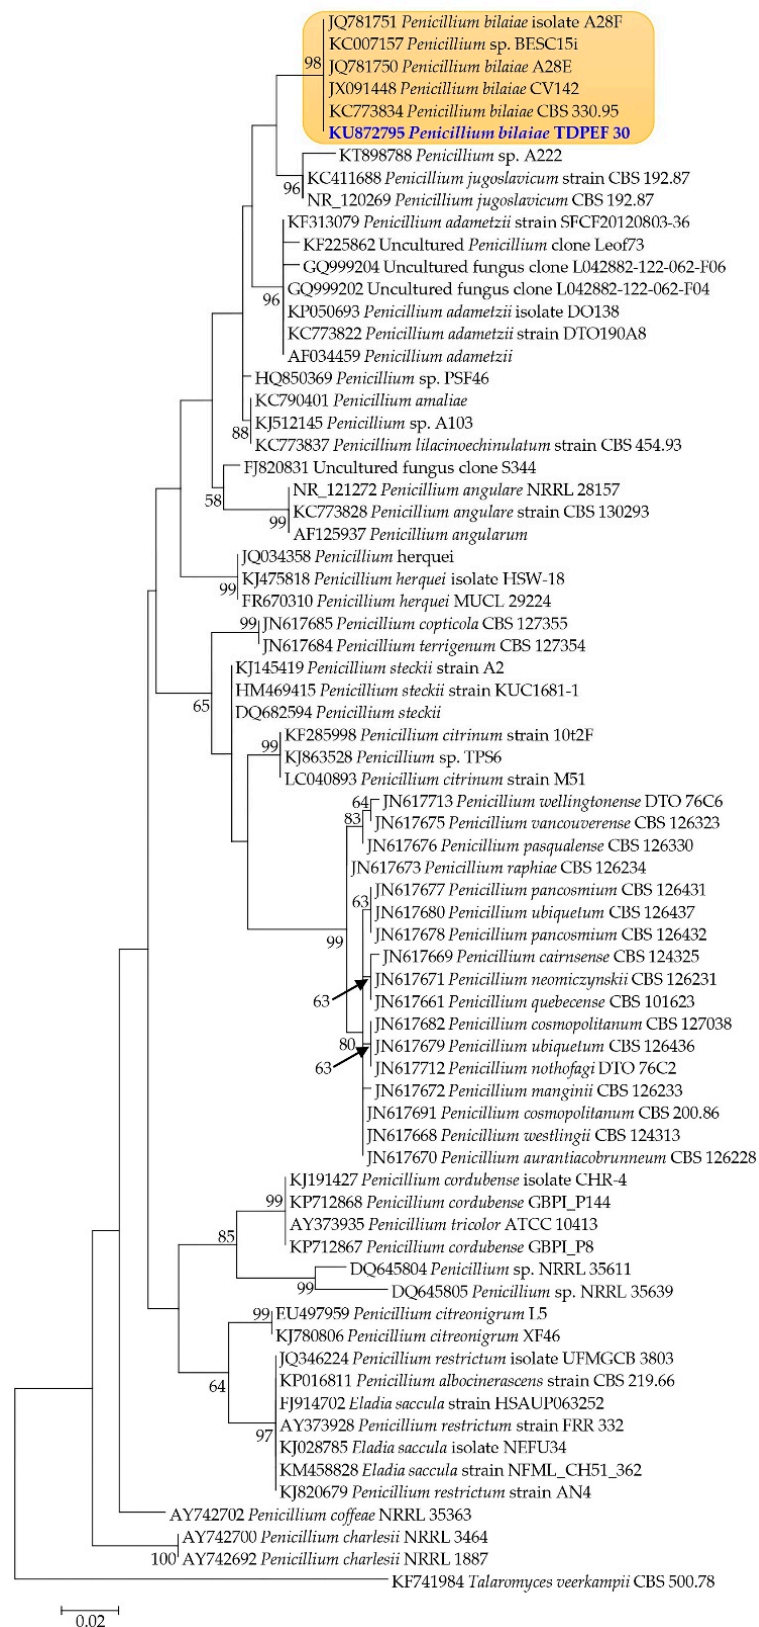 JQ781751 Penicillium bilaiae isolate A28F
KC007157 Penicillium sp. BESC15i
98
JQ781750 Penicillium bilaiae A28E
JX091448 Penicillium bilaiae CV142
KC773834 Penicillium bilaiae CBS 330.95
KU872795 Penicillium bilaiae TDPEF 30
KT898788 Penicillium sp. A222
KC411688 Penicillium jugoslavicum strain CBS 192.87
96
NR_120269 Penicillium jugoslavicum CBS 192.87
KF313079 Penicillium adametzii strain SFCF20120803-36
KF225862 Uncultured Penicillium clone Leof73
GQ999204 Uncultured fungus clone L042882-122-062-F06
GQ999202 Uncultured fungus clone L042882-122-062-F04
96
KP050693 Penicillium adametzii isolate DO138
KC773822 Penicillium adametzii strain DTO190A8
AF034459 Penicillium adametzii
HQ850369 Penicillium sp. PSF46
KC790401 Penicillium amaliae
KJ512145 Penicillium sp. A103
88
KC773837 Penicillium lilacinoechinulatum strain CBS 454.93
FJ820831 Uncultured fungus clone S344
NR_121272 Penicillium angulare NRRL 28157
58
KC773828 Penicillium angulare strain CBS 130293
99
AF125937 Penicillium angularum
JQ034358 Penicillium herquei
KJ475818 Penicillium herquei isolate HSW-18
99
FR670310 Penicillium herquei MUCL 29224
99
JN617685 Penicillium copticola CBS 127355
JN617684 Penicillium terrigenum CBS 127354
KJ145419 Penicillium steckii strain A2
HM469415 Penicillium steckii strain KUC1681-1
65
DQ682594 Penicillium steckii
KF285998 Penicillium citrinum strain 10t2F
99
KJ863528 Penicillium sp. TPS6
LC040893 Penicillium citrinum strain M51
64
JN617713 Penicillium wellingtonense DTO 76C6
83
JN617675 Penicillium vancouverense CBS 126323
JN617676 Penicillium pasqualense CBS 126330
JN617673 Penicillium raphiae CBS 126234
JN617677 Penicillium pancosmium CBS 126431
63
JN617680 Penicillium ubiquetum CBS 126437
JN617678 Penicillium pancosmium CBS 126432
99
JN617669 Penicillium cairnsense CBS 124325
JN617671 Penicillium neomiczynskii CBS 126231
63
JN617661 Penicillium quebecense CBS 101623
JN617682 Penicillium cosmopolitanum CBS 127038
80
JN617679 Penicillium ubiquetum CBS 126436
63
JN617712 Penicillium nothofagi DTO 76C2
JN617672 Penicillium manginii CBS 126233
JN617691 Penicillium cosmopolitanum CBS 200.86
JN617668 Penicillium westlingii CBS 124313
JN617670 Penicillium aurantiacobrunneum CBS 126228
KJ191427 Penicillium cordubense isolate CHR-4
99
KP712868 Penicillium cordubense GBPI_P144
AY373935 Penicillium tricolor ATCC 10413
85
KP712867 Penicillium cordubense GBPI_P8
DQ645804 Penicillium sp. NRRL 35611
99
DQ645805 Penicillium sp. NRRL 35639
99
EU497959 Penicillium citreonigrum L5
KJ780806 Penicillium citreonigrum XF46
JQ346224 Penicillium restrictum isolate UFMGCB 3803
64
KP016811 Penicillium albocinerascens strain CBS 219.66
FJ914702 Eladia saccula strain HSAUP063252
AY373928 Penicillium restrictum strain FRR 332
97
KJ028785 Eladia saccula isolate NEFU34
KM458828 Eladia saccula strain NFML_CH51_362
KJ820679 Penicillium restrictum strain AN4
AY742702 Penicillium coffeae NRRL 35363
AY742700 Penicillium charlesii NRRL 3464
100
AY742692 Penicillium charlesii NRRL 1887
KF741984 Talaromyces veerkampii CBS 500.78
0.02